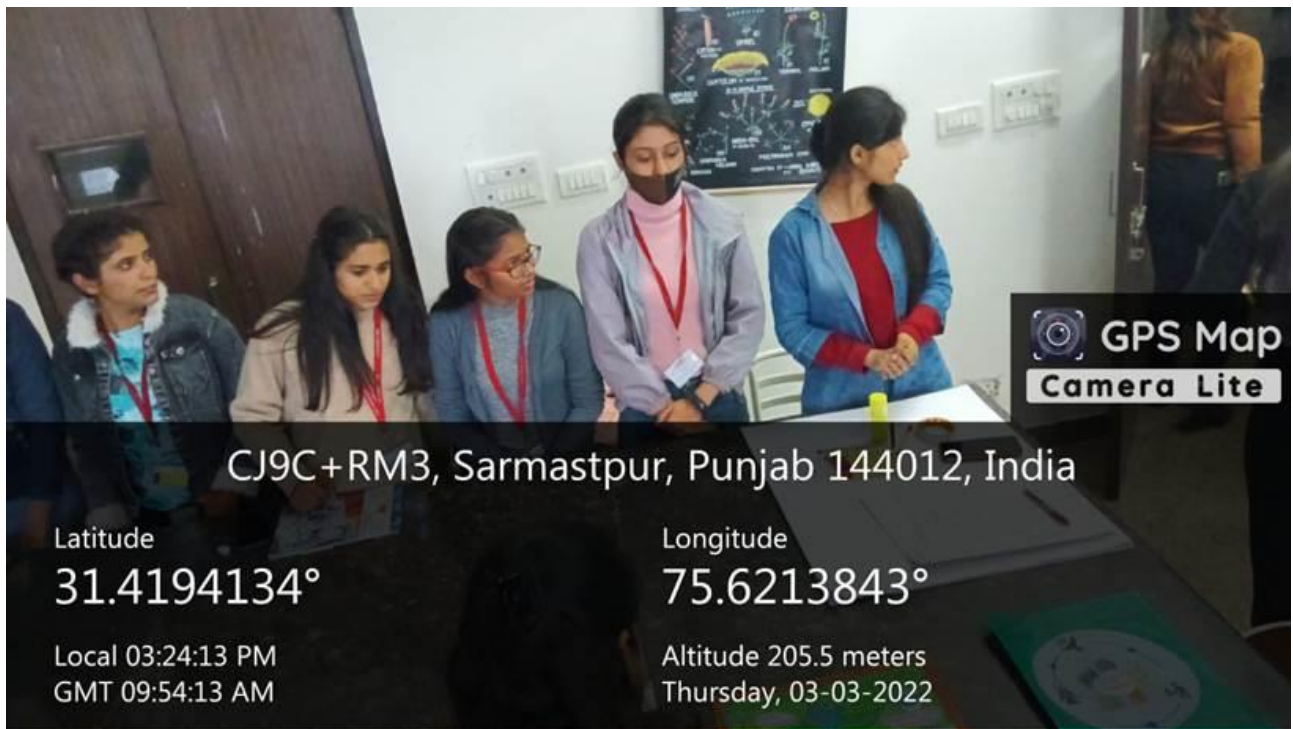 GPS Map
Camera Lite
CJ9C+RM3, Sarmastpur, Punjab 144012, India
Latitude
31.4194134°
Longitude
75.6213843°
Local 03:24:13 PM
GMT 09:54:13 AM
Altitude 205.5 meters
Thursday, 03-03-2022